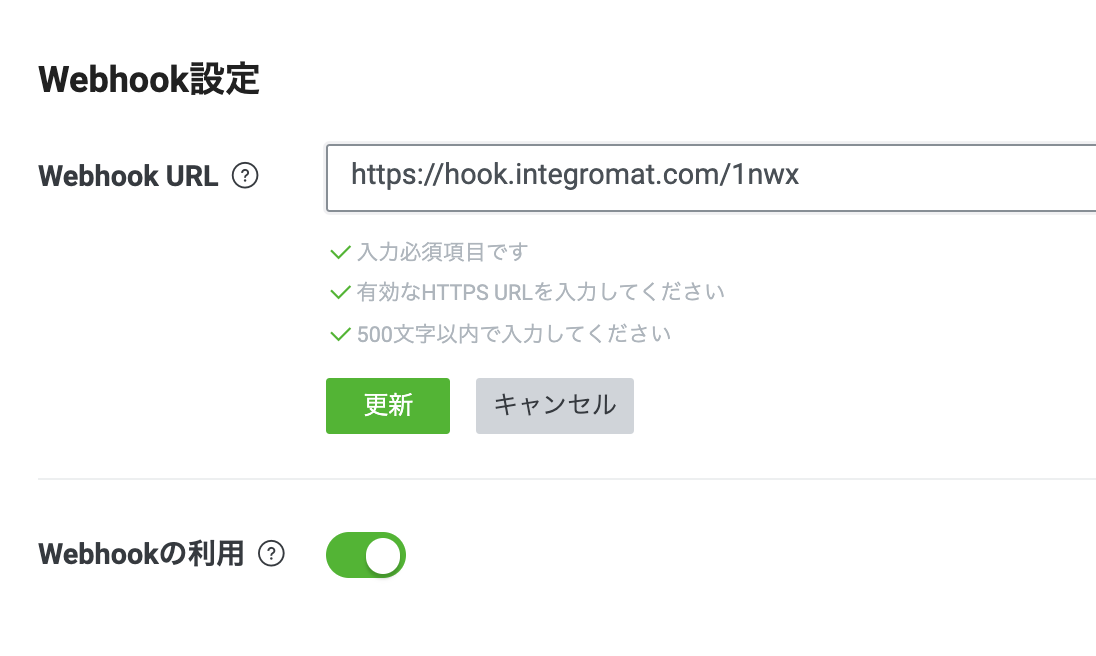 Webhook設定
Webhook URL ?
https://hook.integromat.com/1nwx
入力必須項目です
有効なHTTPS URLを入力してください
500文字以内で入力してください
更新 キャンセル
Webhookの利用 ?